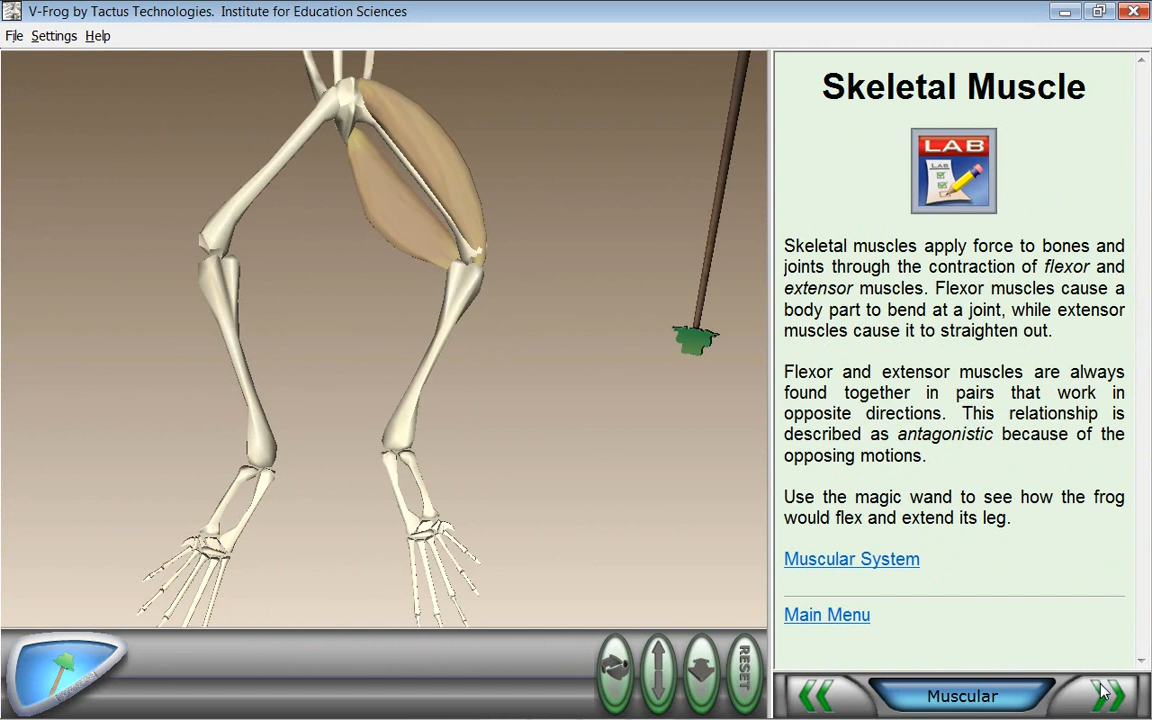 V-Frog by Tactus Technologies.  Institute for Education Sciences
File Settings Help
Skeletal Muscle
LAB
LAB
Skeletal muscles apply force to bones and
joints through the contraction of flexor and
extensor muscles. Flexor muscles cause a
body part to bend at a joint, while extensor
muscles cause it to straighten out.
Flexor and extensor muscles are always
found together in pairs that work in
opposite directions. This relationship is
described as antagonistic because of the
opposing motions.
Use the magic wand to see how the frog
would flex and extend its leg.
Muscular System
Main Menu
RESET
Muscular